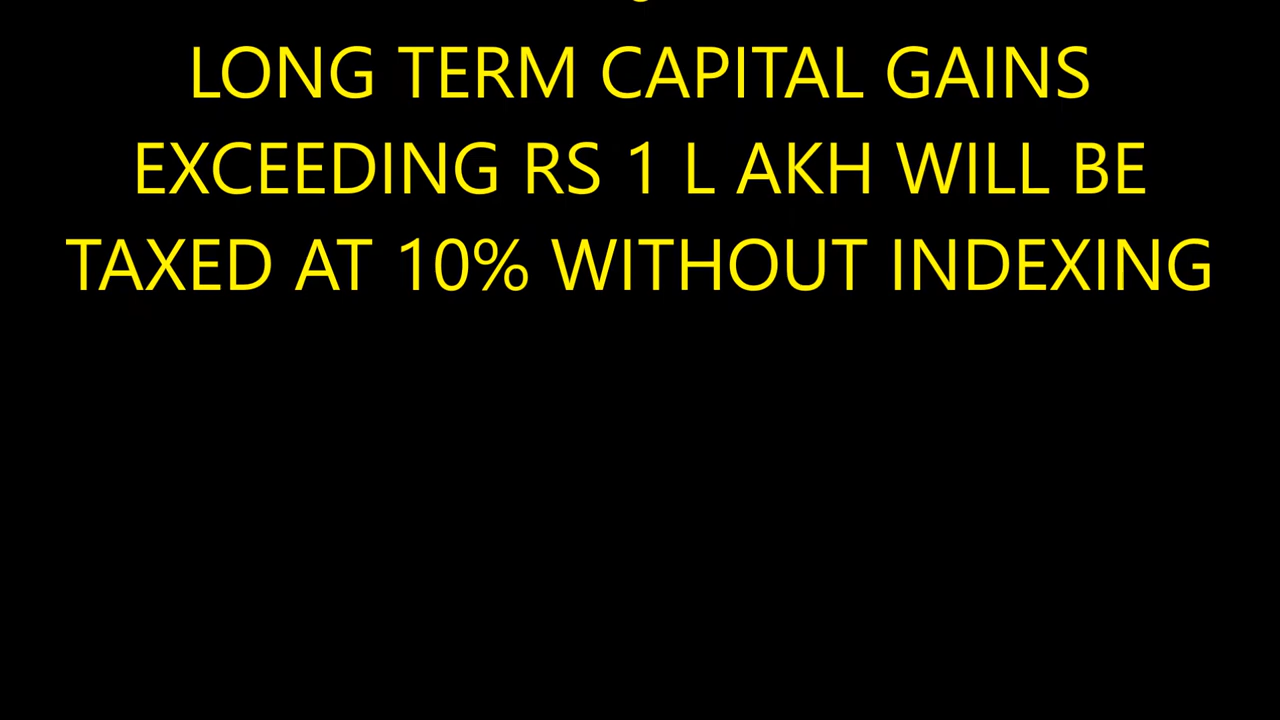 LONG TERM CAPITAL GAINS
EXCEEDING RS 1 L AKH WILL BE
TAXED AT 10% WITHOUT INDEXING